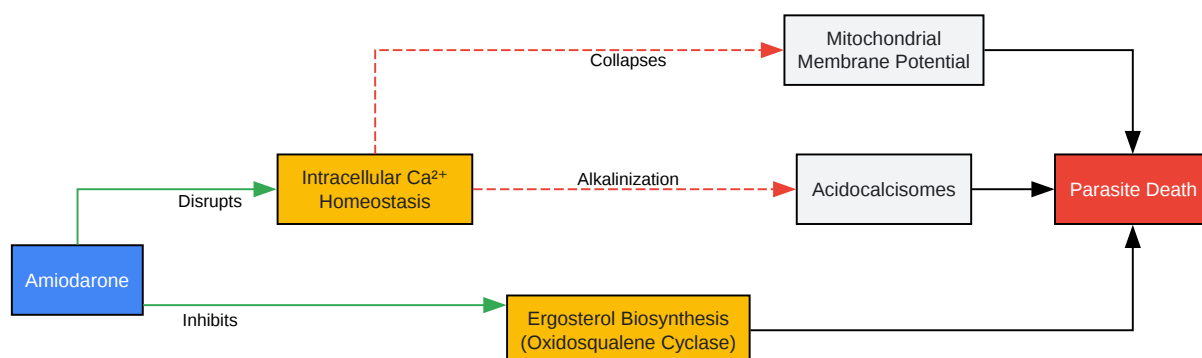 Mitochondrial
Membrane Potential
Collapses
Intracellular Ca²⁺
Homeostasis
Alkalinization
Acidocalcisomes
Parasite Death
Disrupts
Amiodarone
Inhibits
Ergosterol Biosynthesis
(Oxidosqualene Cyclase)